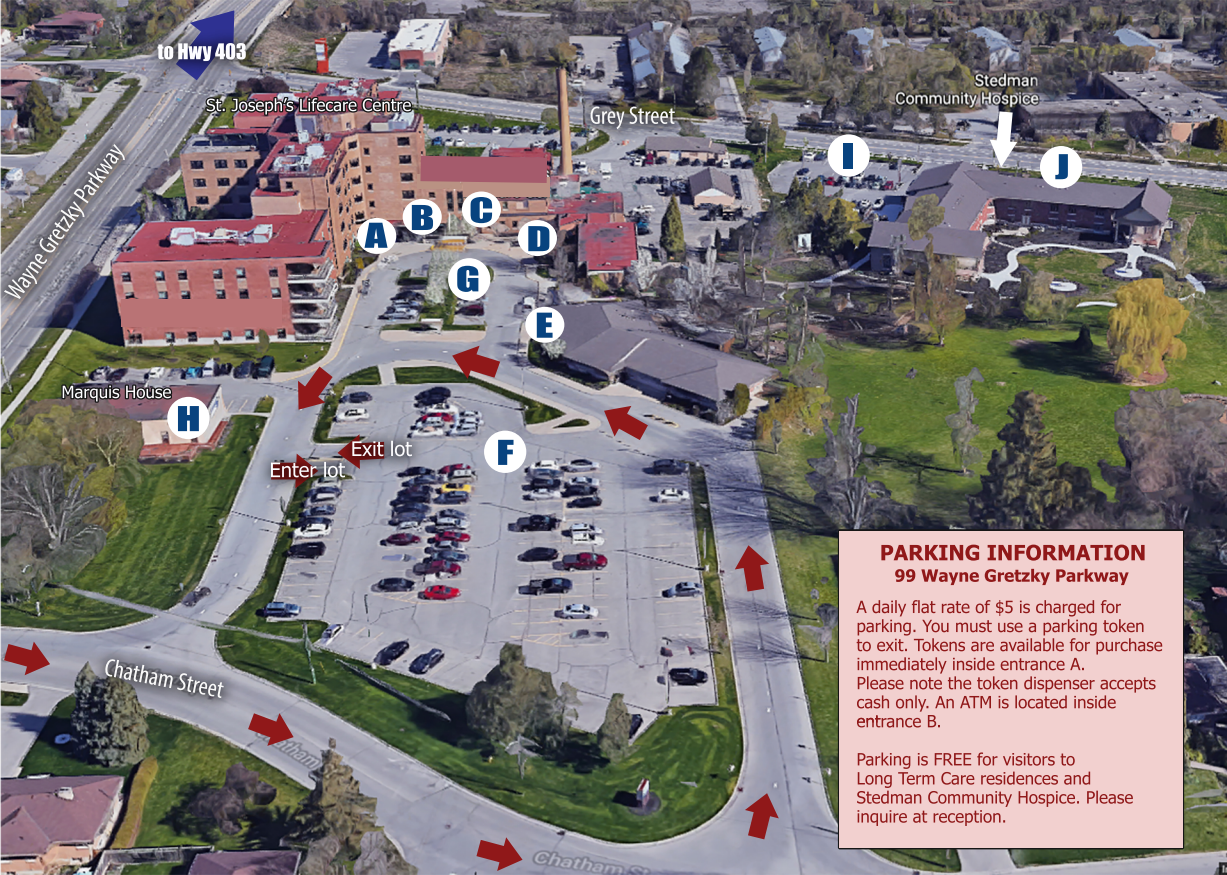 to Hwy 403
St. Joseph's Lifecare Centre
Wayne Gretzky Parkway
Grey Street
Stedman
Community Hospice
I
J
A
B
C
D
G
E
Marquis House
H
F
Exit lot
Enter lot
Chatham Street
Chatham
Chatham St
PARKING INFORMATION
99 Wayne Gretzky Parkway
A daily flat rate of $5 is charged for
parking. You must use a parking token
to exit. Tokens are available for purchase
immediately inside entrance A.
Please note the token dispenser accepts
cash only. An ATM is located inside
entrance B.
Parking is FREE for visitors to
Long Term Care residences and
Stedman Community Hospice. Please
inquire at reception.